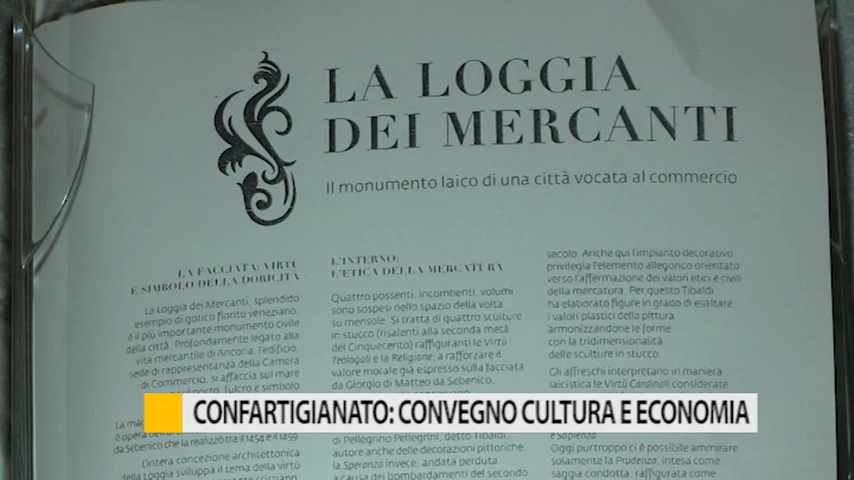 LA LOGGIA
DEI MERCANTI
Il monumento laico di una città vocata al commercio
LA FACCIATA: VIRTÙ
E SIMBOLO DELLA DORICITÀ
La Loggia dei Mercanti, splendido
esempio di gotico fiorito veneziano,
è il più importante monumento civile
della città. Profondamente legato alla
vita mercantile di Ancona, l'edificio,
sede di rappresentanza della Camera
di Commercio, si affaccia sul mare
sul porto, fulcro e simbolo
La
è opera
da Sebenico che la realizzò tra il 1454 e il 1459.
L'intera concezione architettonica
della Loggia sviluppa il tema della virtù
cristiano
L'INTERNO:
L'ETICA DELLA MERCATURA
Quattro possenti, incombenti, volumi
sono sospesi nello spazio della volta
su mensole. Si tratta di quattro sculture
in stucco (risalenti alla seconda metà
del Cinquecento) raffiguranti le Virtù
Teologali e la Religione, a rafforzare il
valore morale già espresso sulla facciata
da Giorgio di Matteo da Sebenico.
di Pellegrino Pellegrini, detto Tibaldi,
autore anche delle decorazioni pittoriche,
la Speranza invece, andata perduta
a causa dei bombardamenti del secondo
secolo. Anche qui l'impianto decorativo
privilegia l'elemento allegorico orientato
verso l'affermazione dei valori etici e civili
della mercatura. Per questo Tibaldi
ha elaborato figure in grado di esaltare
i valori plastici della pittura
armonizzandone le forme
con la tridimensionalità
delle sculture in stucco.
Gli affreschi interpretano in maniera
laicistica le Virtù Cardinali considerate
e Sapienza
Oggi purtroppo ci è possibile ammirare
solamente la Prudenza, intesa come
saggia condotta, raffigurata come
CONFARTIGIANATO: CONVEGNO CULTURA E ECONOMIA